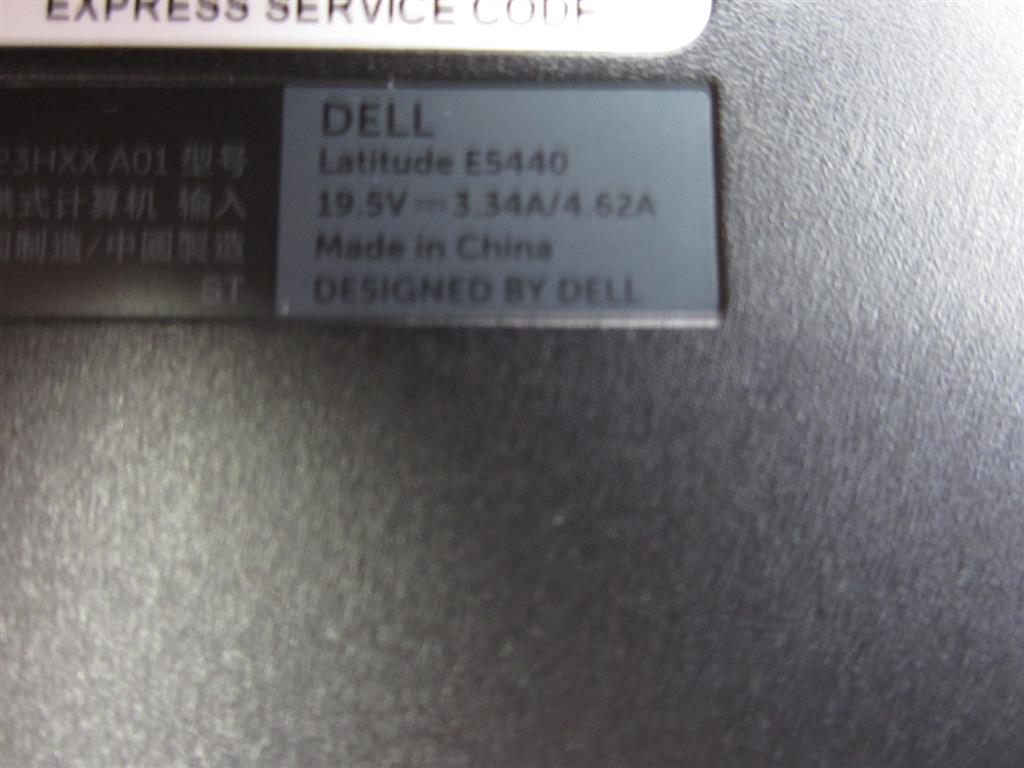 EXPRESS SERVICE CODE
23HXX A01 型号
式计算机 输入
制造/中國製造
ST
DELL
Latitude E5440
19.5V⎓3.34A/4.62A
Made in China
DESIGNED BY DELL